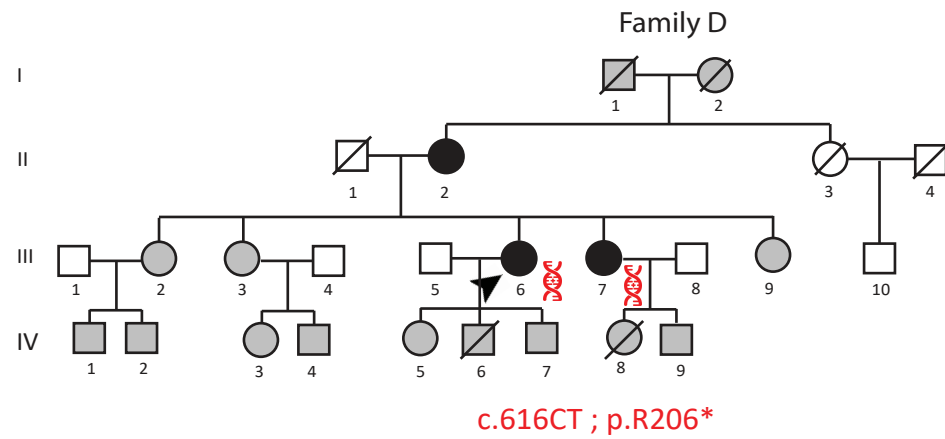 Family D
I
1 2
II
1 2 3 4
III
1 2 3 4 5 6 7 8 9 10
IV
1 2 3 4 5 6 7 8 9
c.616CT ; p.R206*